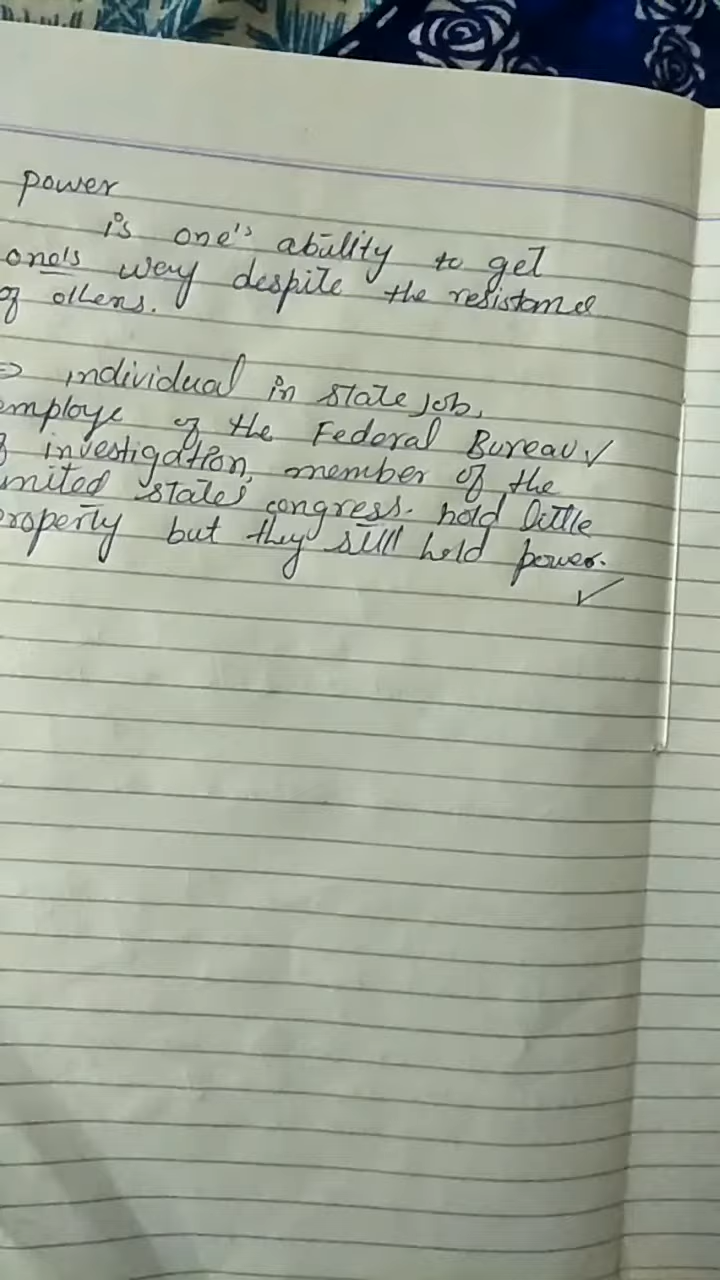 power
is one's ability to get
one's way despite the resistance
of others.
=> individual in state job,
employe of the Federal Bureau ✓
of investigation, member of the
united states congress. hold little
property but they still held power.
✓